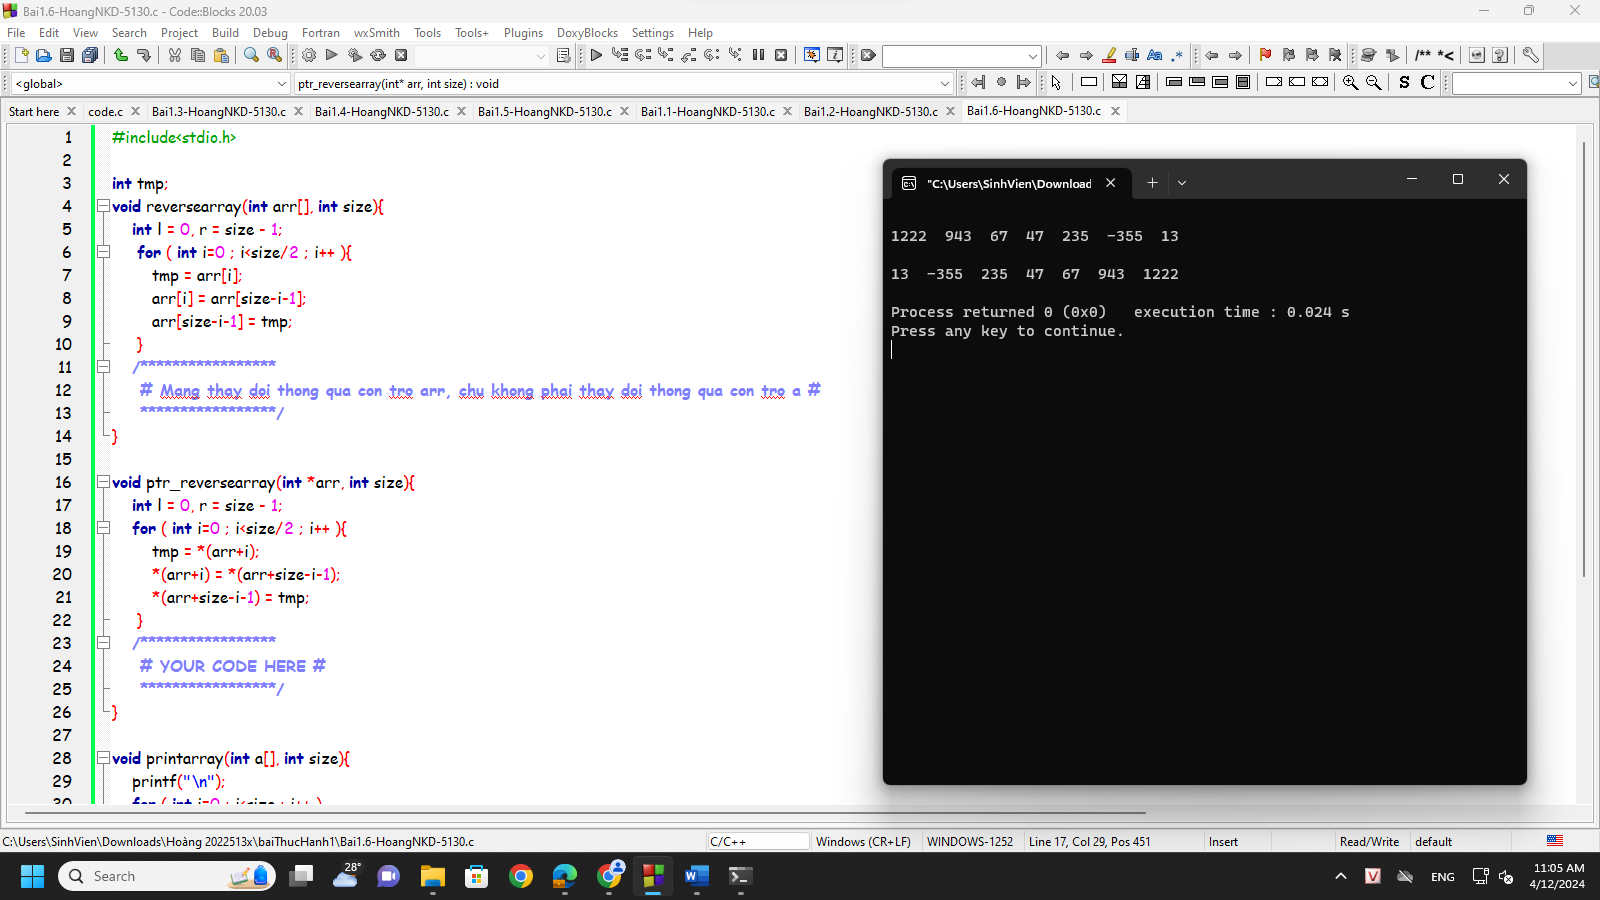 Bai1.6-HoangNKD-5130.c - Code::Blocks 20.03
File Edit View Search Project Build Debug Fortran wxSmith Tools Tools+ Plugins DoxyBlocks Settings Help
/** *<
<global> ptr_reversearray(int* arr, int size) : void
S C
Start here code.c Bai1.3-HoangNKD-5130.c Bai1.4-HoangNKD-5130.c Bai1.5-HoangNKD-5130.c Bai1.1-HoangNKD-5130.c Bai1.2-HoangNKD-5130.c Bai1.6-HoangNKD-5130.c
1 #include<stdio.h>
2
3 int tmp;
4 void reversearray(int arr[], int size){
5 int l = 0, r = size - 1;
6 for ( int i=0 ; i<size/2 ; i++ ){
7 tmp = arr[i];
8 arr[i] = arr[size-i-1];
9 arr[size-i-1] = tmp;
10 }
11 /*****************
12 # Mang thay doi thong qua con tro arr, chu khong phai thay doi thong qua con tro a #
13 *****************/
14 }
15
16 void ptr_reversearray(int *arr, int size){
17 int l = 0, r = size - 1;
18 for ( int i=0 ; i<size/2 ; i++ ){
19 tmp = *(arr+i);
20 *(arr+i) = *(arr+size-i-1);
21 *(arr+size-i-1) = tmp;
22 }
23 /*****************
24 # YOUR CODE HERE #
25 *****************/
26 }
27
28 void printarray(int a[], int size){
29 printf("\n");
30 for ( int i=0 ; i<size ; i++ )
"C:\Users\SinhVien\Download
1222 943 67 47 235 -355 13
13 -355 235 47 67 943 1222
Process returned 0 (0x0) execution time : 0.024 s
Press any key to continue.
C:\Users\SinhVien\Downloads\Hoàng 2022513x\baiThucHanh1\Bai1.6-HoangNKD-5130.c C/C++ Windows (CR+LF) WINDOWS-1252 Line 17, Col 29, Pos 451 Insert Read/Write default
Search 28° ENG 11:05 AM
4/12/2024